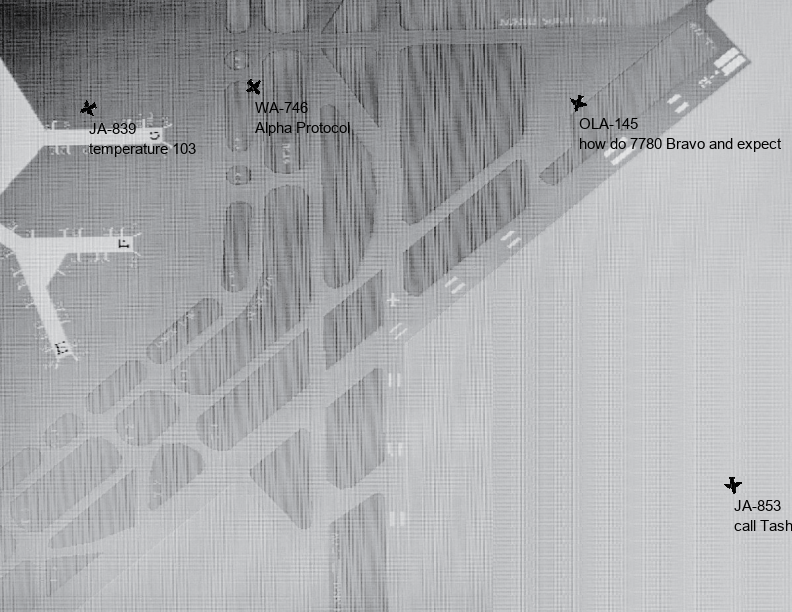 WA-746
Alpha Protocol
OLA-145
how do 7780 Bravo and expect
JA-839
temperature 103
JA-853
call Tash